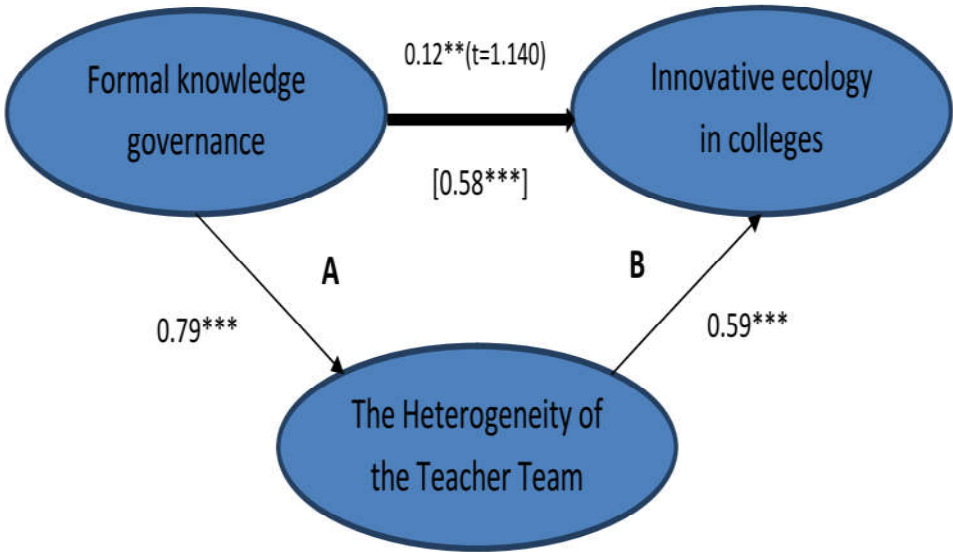 Formal knowledge
governance
0.12**(t=1.140)
[0.58***]
Innovative ecology
in colleges
A
B
0.79***
0.59***
The Heterogeneity of
the Teacher Team